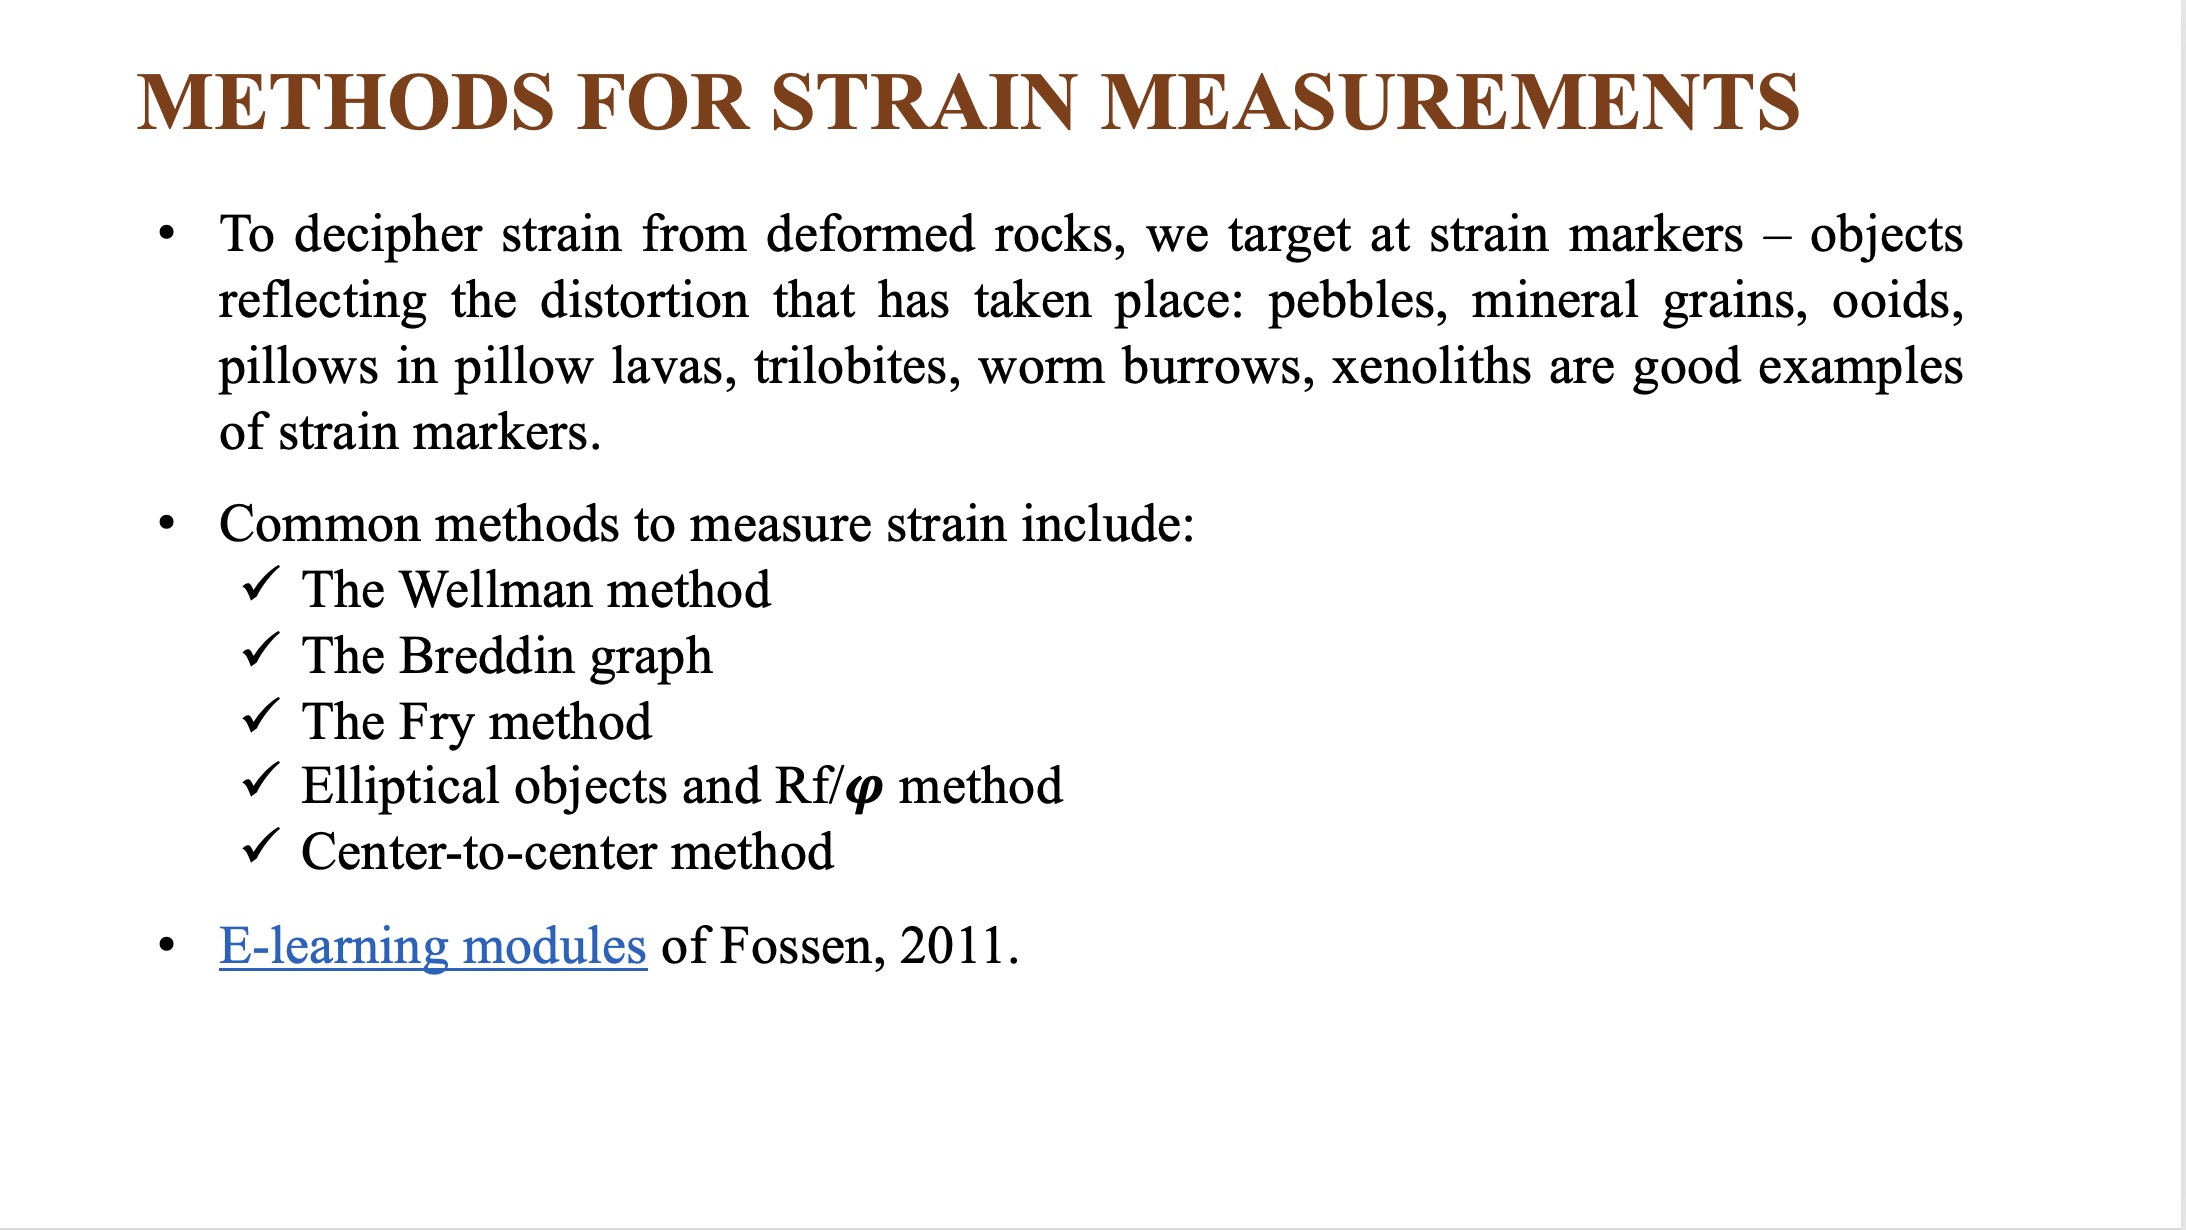 METHODS FOR STRAIN MEASUREMENTS
• To decipher strain from deformed rocks, we target at strain markers – objects
reflecting the distortion that has taken place: pebbles, mineral grains, ooids,
pillows in pillow lavas, trilobites, worm burrows, xenoliths are good examples
of strain markers.
• Common methods to measure strain include:
✓ The Wellman method
✓ The Breddin graph
✓ The Fry method
✓ Elliptical objects and Rf/φ method
✓ Center-to-center method
• E-learning modules of Fossen, 2011.